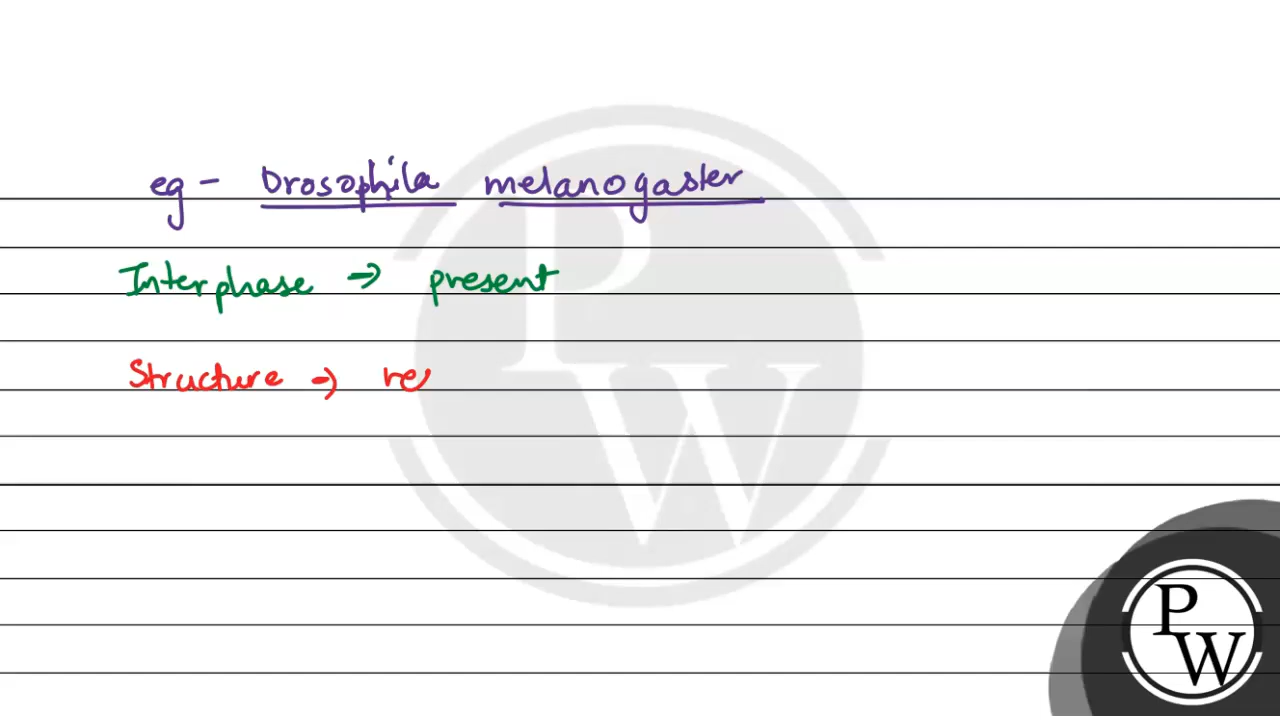 eg - Drosophila melanogaster
Interphase → present
Structure → re
P
W
P
W